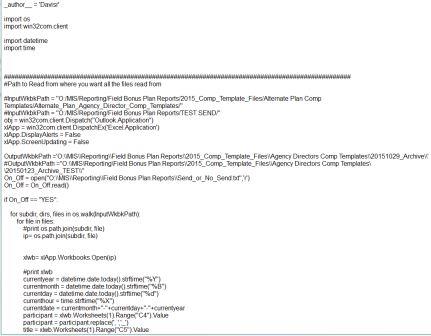 _author__ = 'Davisr'
import os
import win32com.client
import datetime
import time
################################################################################
#Path to Read from where you want all the files read from
#InputWkbkPath = "O:/MIS/Reporting/Field Bonus Plan Reports/2015_Comp_Template_Files/Alternate Plan Comp
Templates/Alternate_Plan_Agency_Director_Comp_Templates/"
#InputWkbkPath = "O:/MIS/Reporting/Field Bonus Plan Reports/TEST SEND/"
obj = win32com.client.Dispatch("Outlook.Application")
xlApp = win32com.client.DispatchEx('Excel.Application')
xlApp.DisplayAlerts = False
xlApp.ScreenUpdating = False
OutputWkbkPath ='O:\\MIS\\Reporting\\Field Bonus Plan Reports\\2015_Comp_Template_Files\\Agency Directors Comp Templates\\20151029_Archive\\'
#OutputWkbkPath ="O:\\MIS\\Reporting\\Field Bonus Plan Reports\\2015_Comp_Template_Files\\Agency Directors Comp Templates\
\20150123_Archive_TEST\\"
On_Off = open("O:\\MIS\\Reporting\\Field Bonus Plan Reports\\Send_or_No_Send.txt",'r')
On_Off = On_Off.read()
if On_Off == "YES":
for subdir, dirs, files in os.walk(InputWkbkPath):
for file in files:
#print os.path.join(subdir, file)
ip= os.path.join(subdir, file)
xlwb= xlApp.Workbooks.Open(ip)
#print xlwb
currentyear = datetime.date.today().strftime("%Y")
currentmonth = datetime.date.today().strftime("%B")
currentday = datetime.date.today().strftime("%d")
currenthour = time.strftime("%X")
currentdate = currentmonth+"-"+currentday+"-"+currentyear
participant = xlwb.Worksheets(1).Range("C4").Value
participant = participant.replace(', ','_')
title = xlwb.Worksheets(1).Range("C5").Value